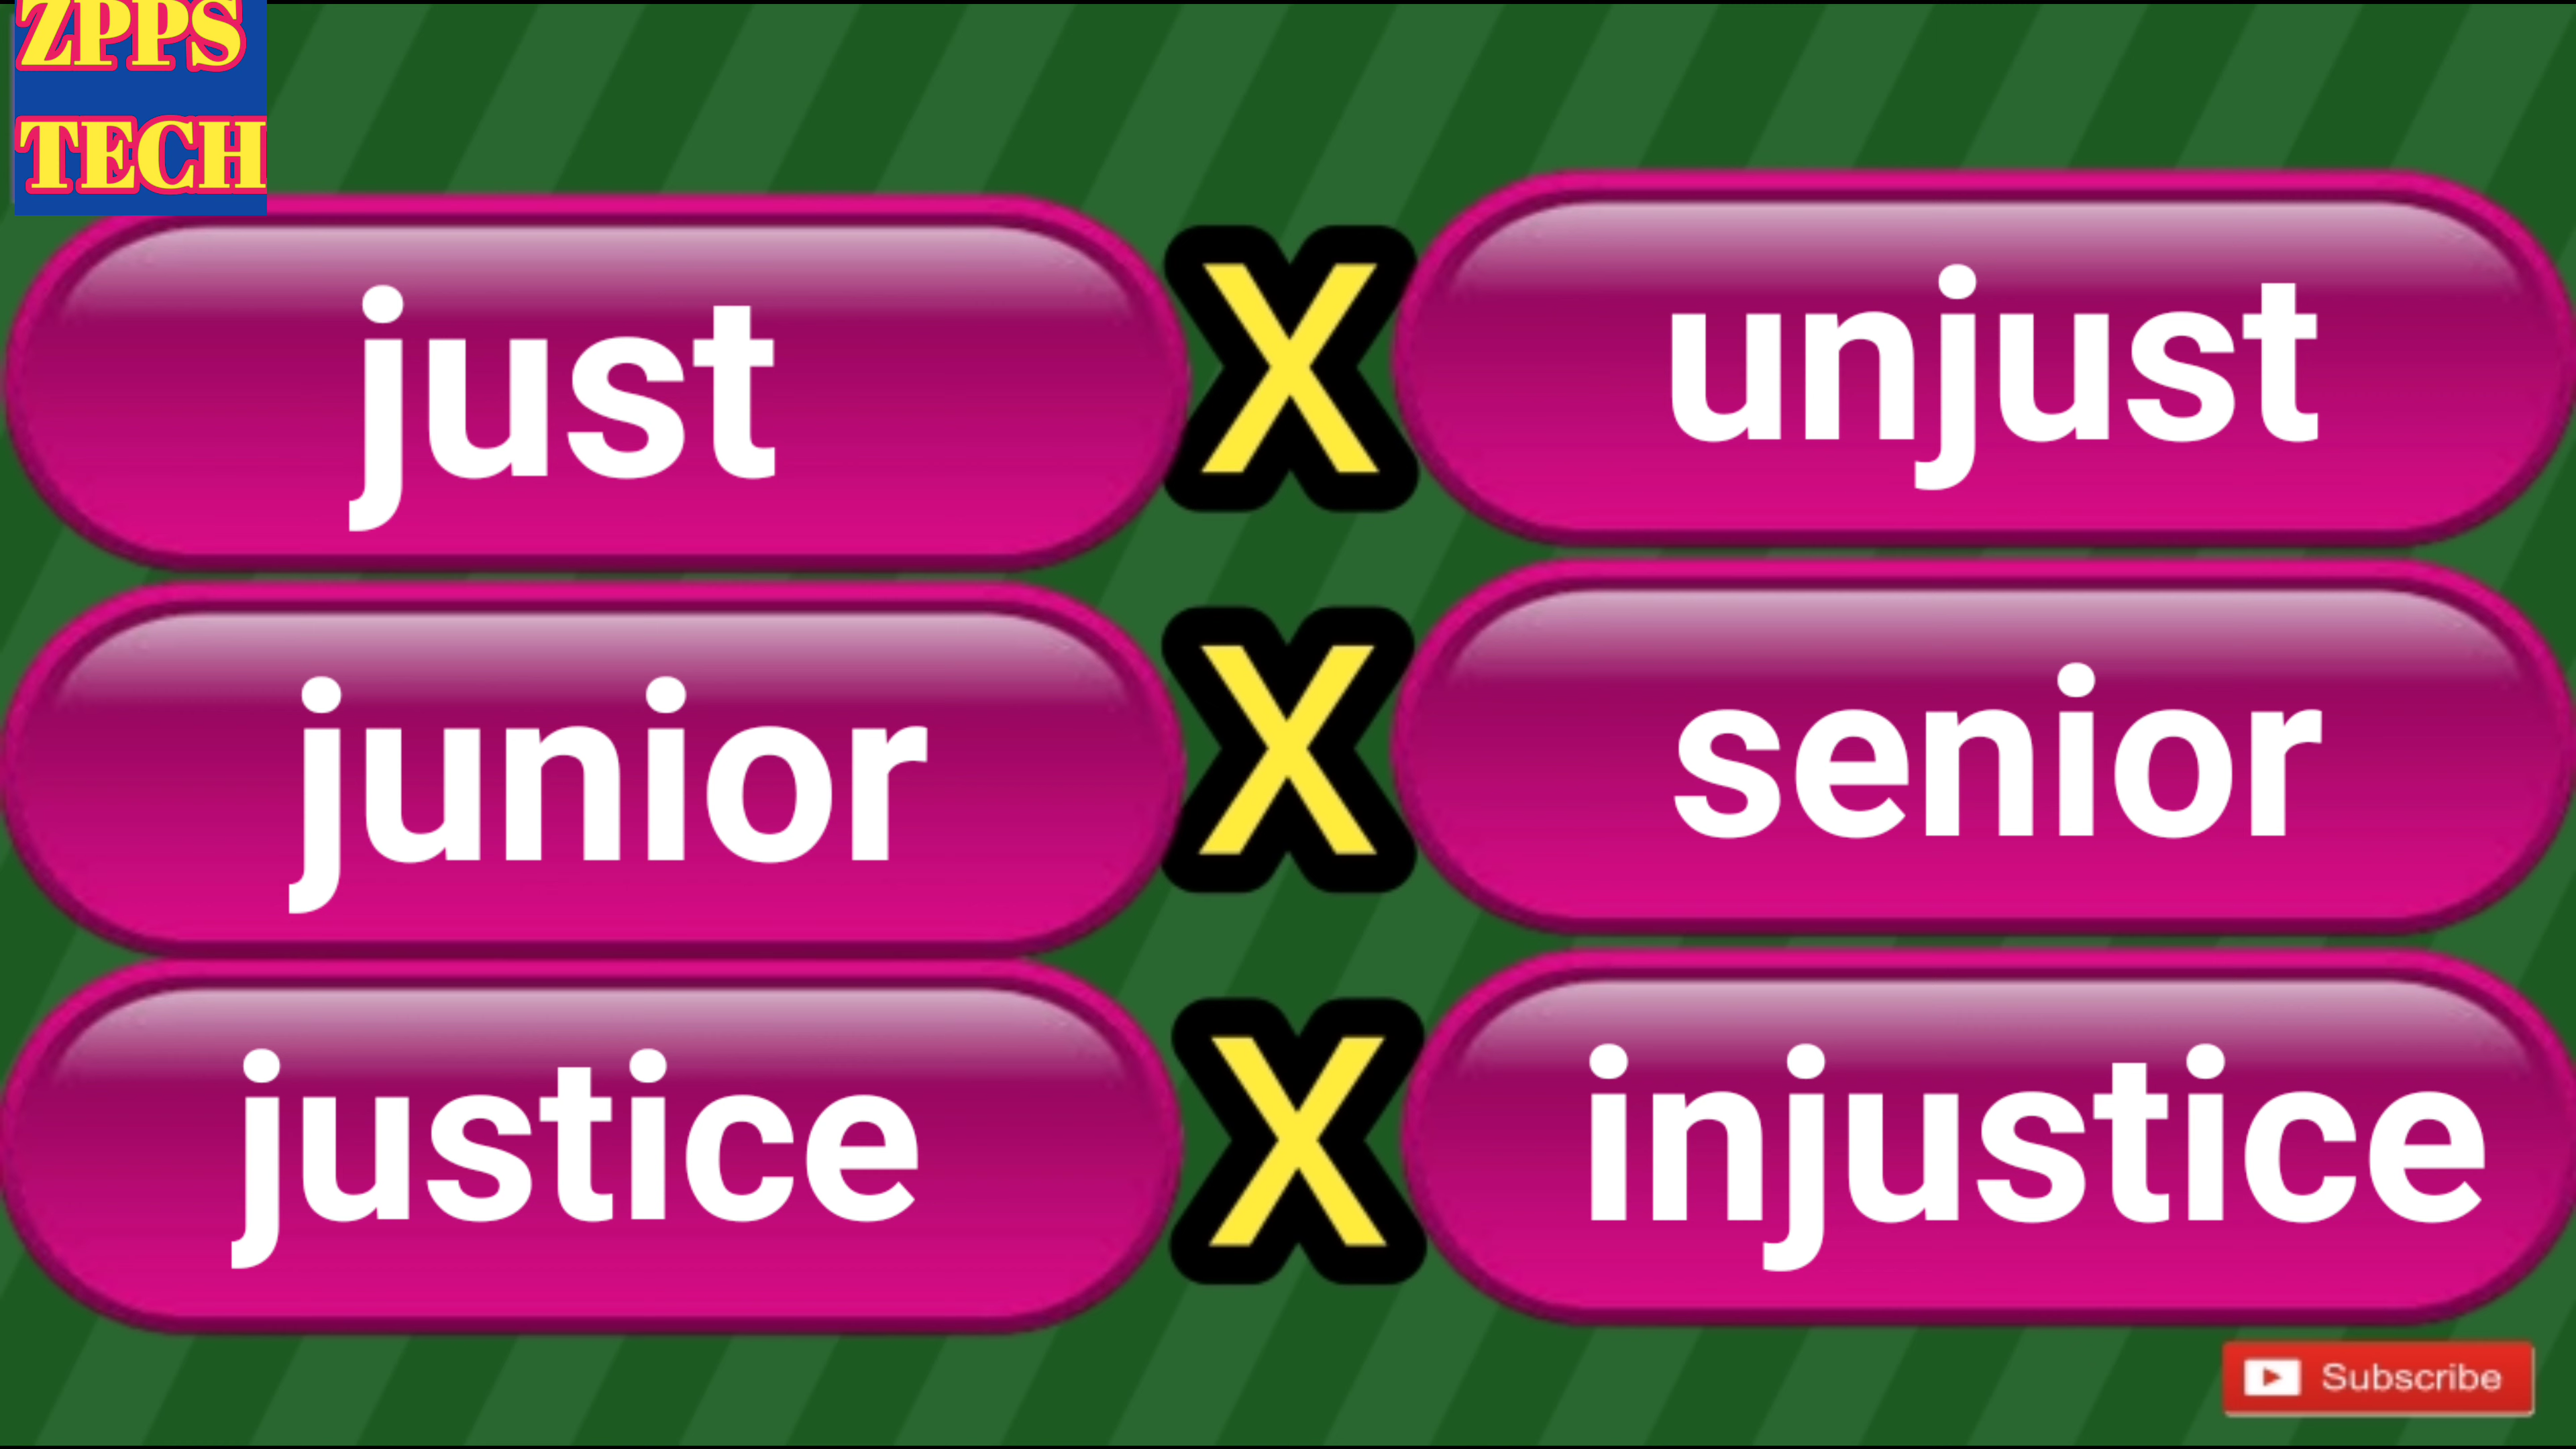 ZPPS
TECH
just X unjust
junior X senior
justice X injustice
Subscribe